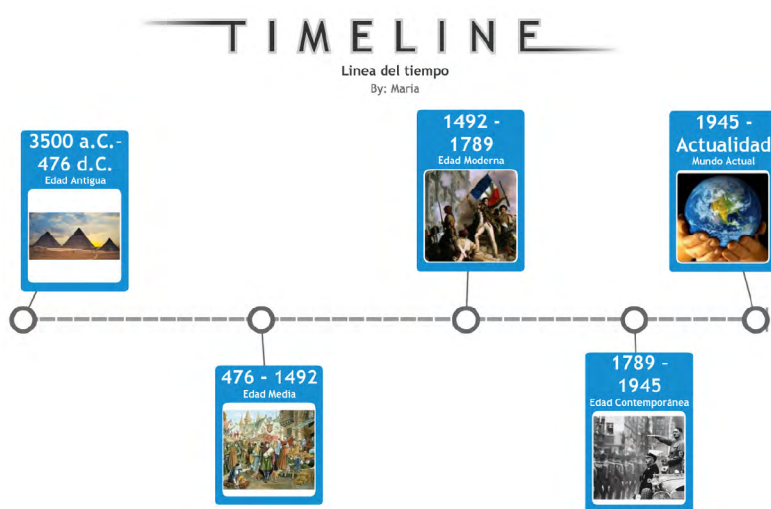 TIMELINE
Linea del tiempo
By: Maria
3500 a.C.-
476 d.C.
Edad Antigua
476 - 1492
Edad Media
1492 -
1789
Edad Moderna
1789 -
1945
Edad Contemporánea
1945 -
Actualidad
Mundo Actual